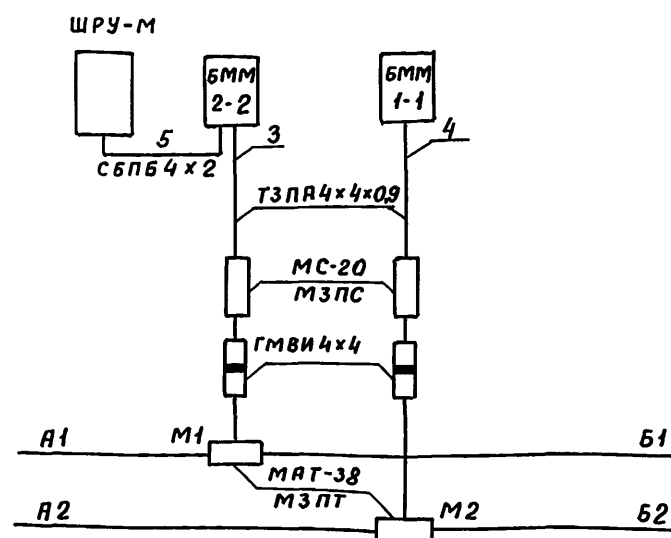 ШРУ-М
БММ
2-2
БММ
1-1
5
СБПБ 4×2
3
4
ТЗПА 4×4×0,9
МС-20
МЗПС
ГМВИ 4×4
А1
М1
Б1
МАТ-38
МЗПТ
А2
М2
Б2